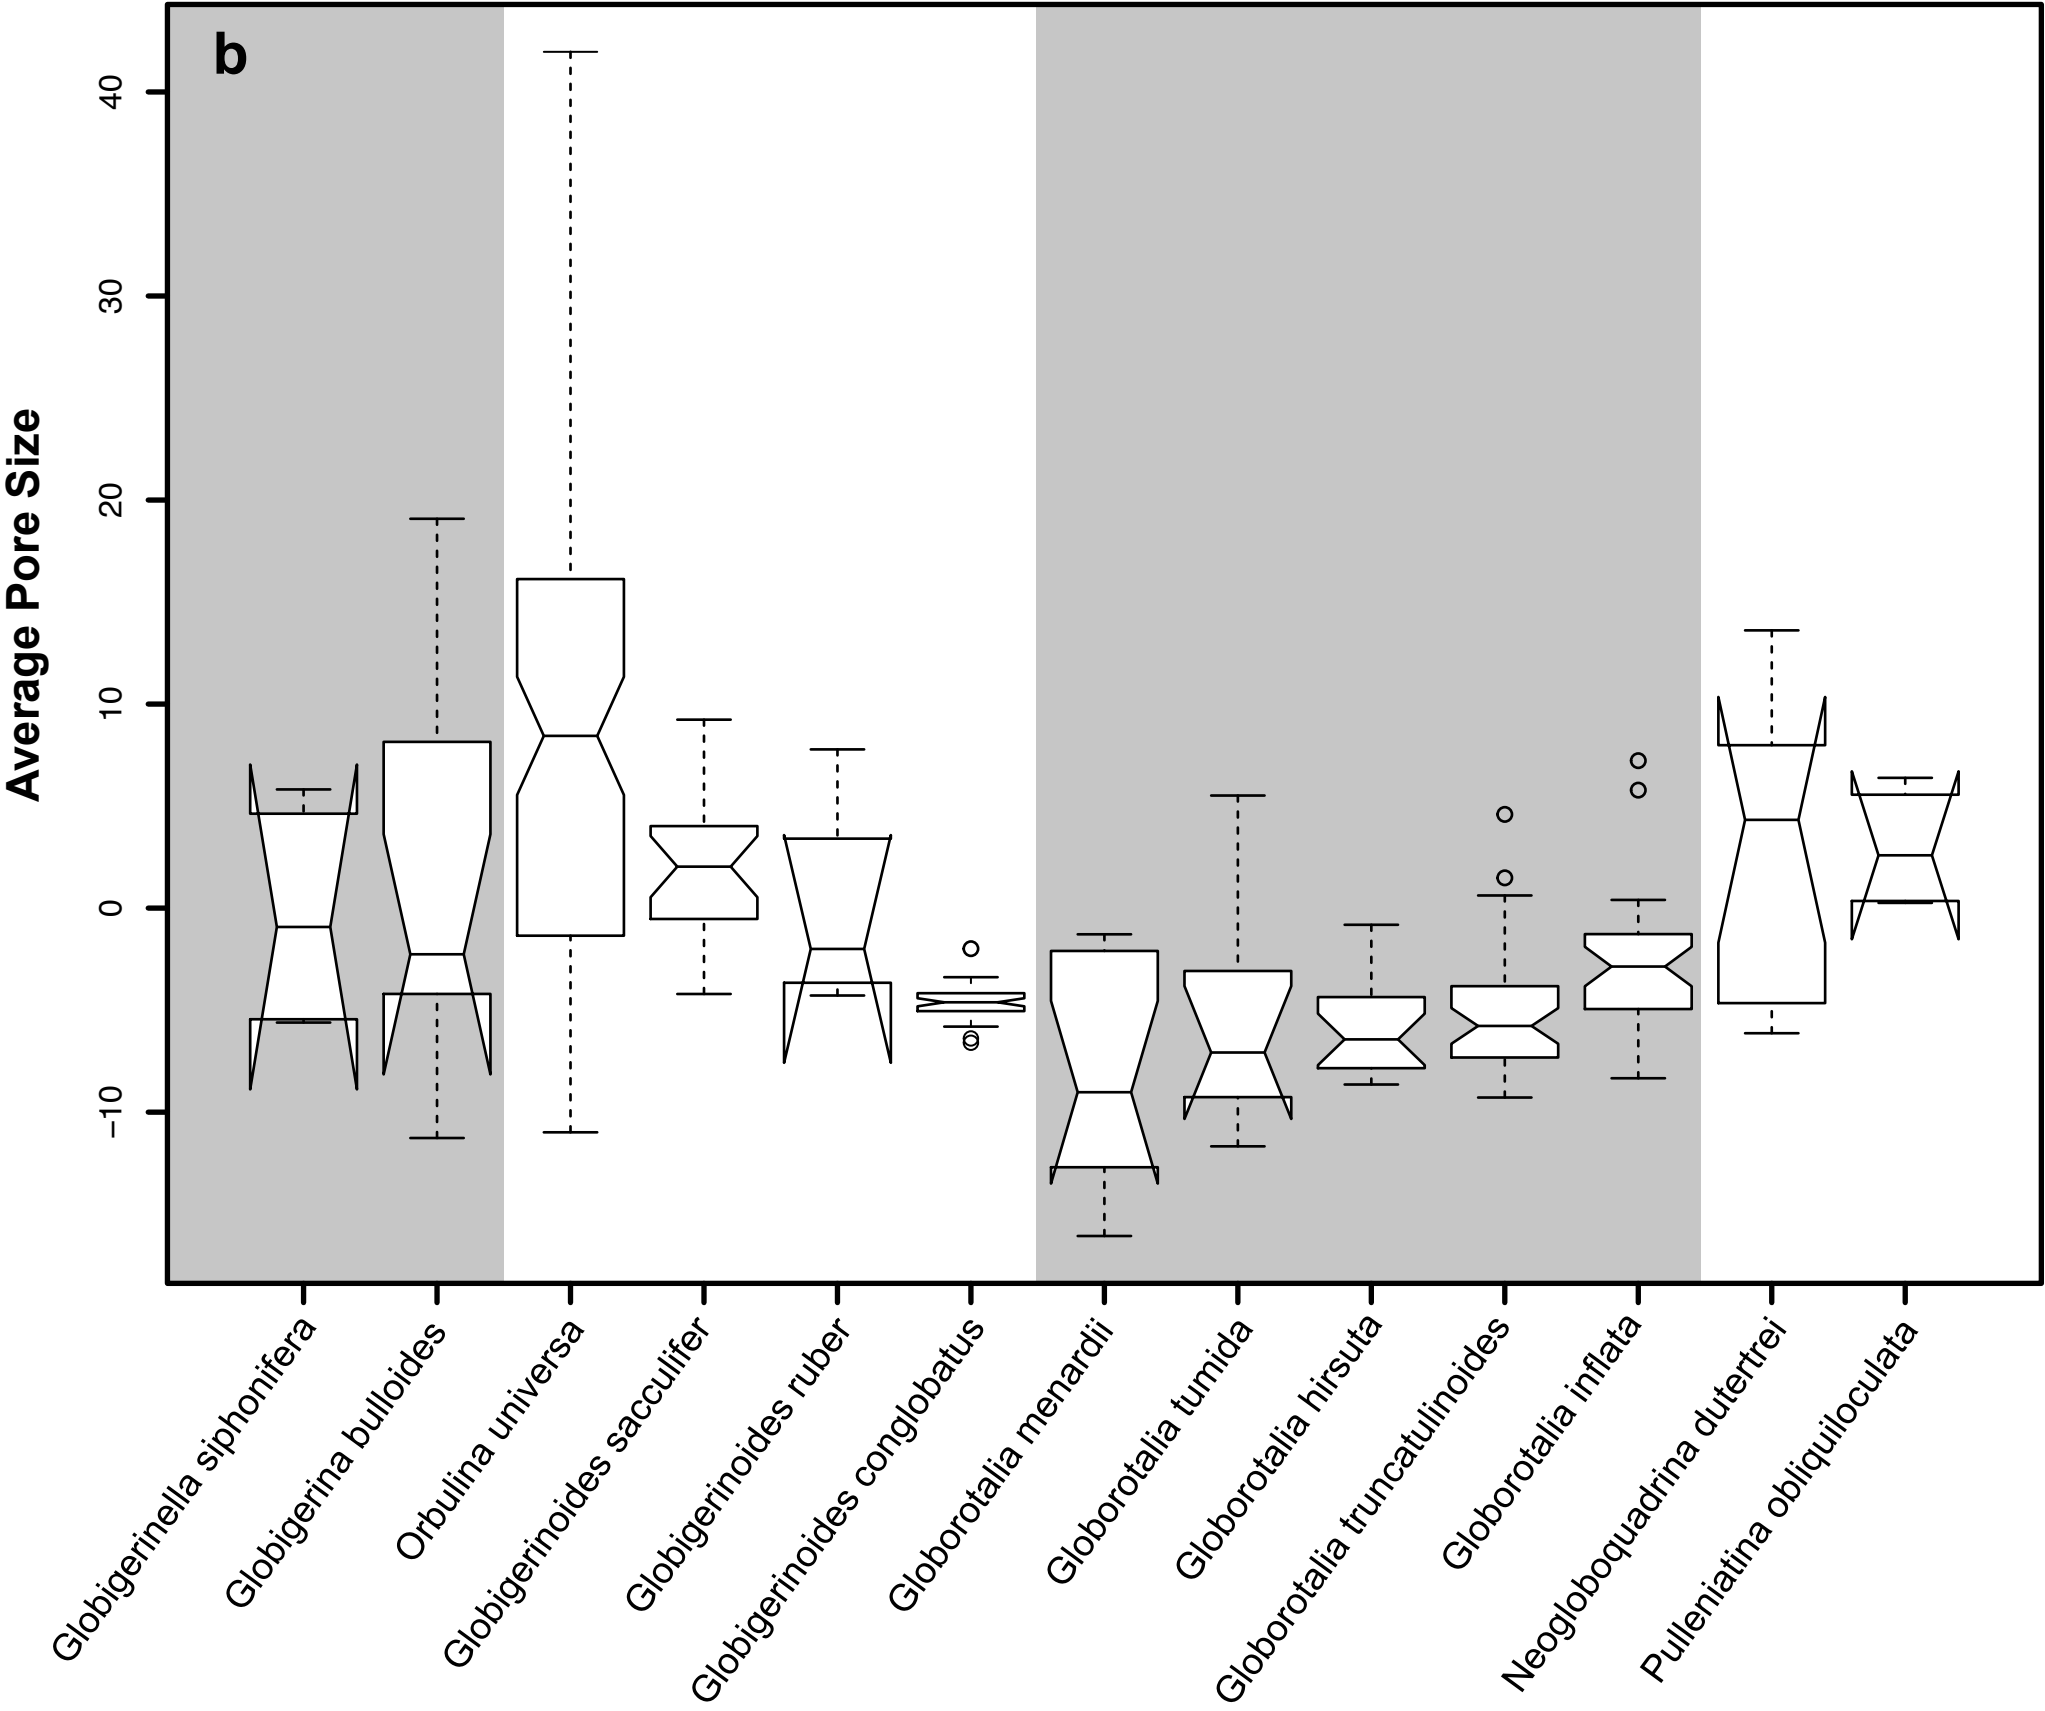 b
Average Pore Size
40
30
20
10
0
−10
Globigerinella siphonifera
Globigerina bulloides
Orbulina universa
Globigerinoides sacculifer
Globigerinoides ruber
Globigerinoides conglobatus
Globorotalia menardii
Globorotalia tumida
Globorotalia hirsuta
Globorotalia truncatulinoides
Globorotalia inflata
Neogloboquadrina dutertrei
Pulleniatina obliquiloculata